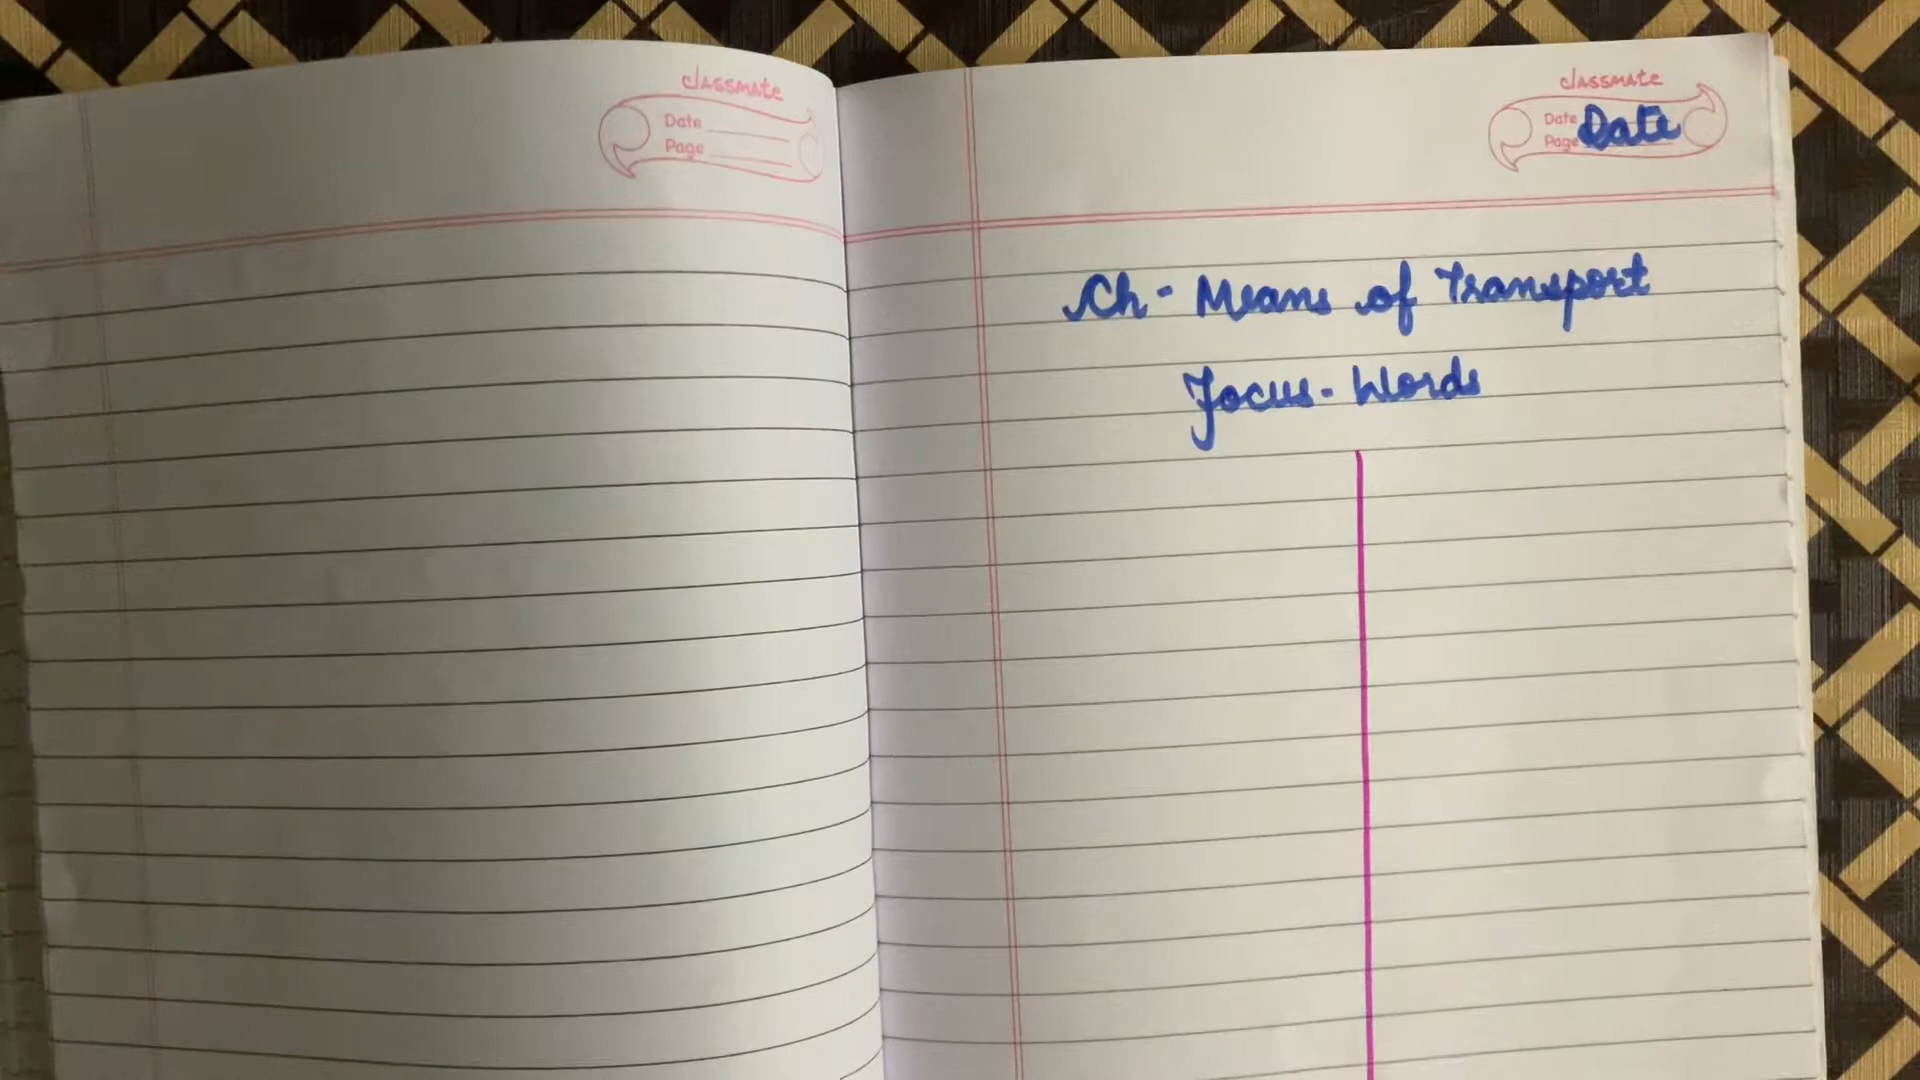 classmate
Date
Page
classmate
Date Date
Page
Ch - Means of Transport
Focus - Words